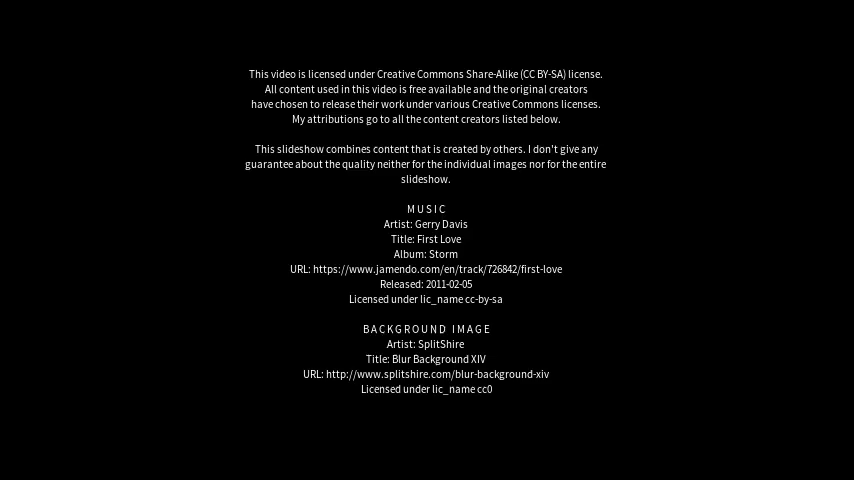 This video is licensed under Creative Commons Share-Alike (CC BY-SA) license.
All content used in this video is free available and the original creators
have chosen to release their work under various Creative Commons licenses.
My attributions go to all the content creators listed below.
This slideshow combines content that is created by others. I don't give any
guarantee about the quality neither for the individual images nor for the entire
slideshow.
MUSIC
Artist: Gerry Davis
Title: First Love
Album: Storm
URL: https://www.jamendo.com/en/track/726842/first-love
Released: 2011-02-05
Licensed under lic_name cc-by-sa
BACKGROUND IMAGE
Artist: SplitShire
Title: Blur Background XIV
URL: http://www.splitshire.com/blur-background-xiv
Licensed under lic_name cc0